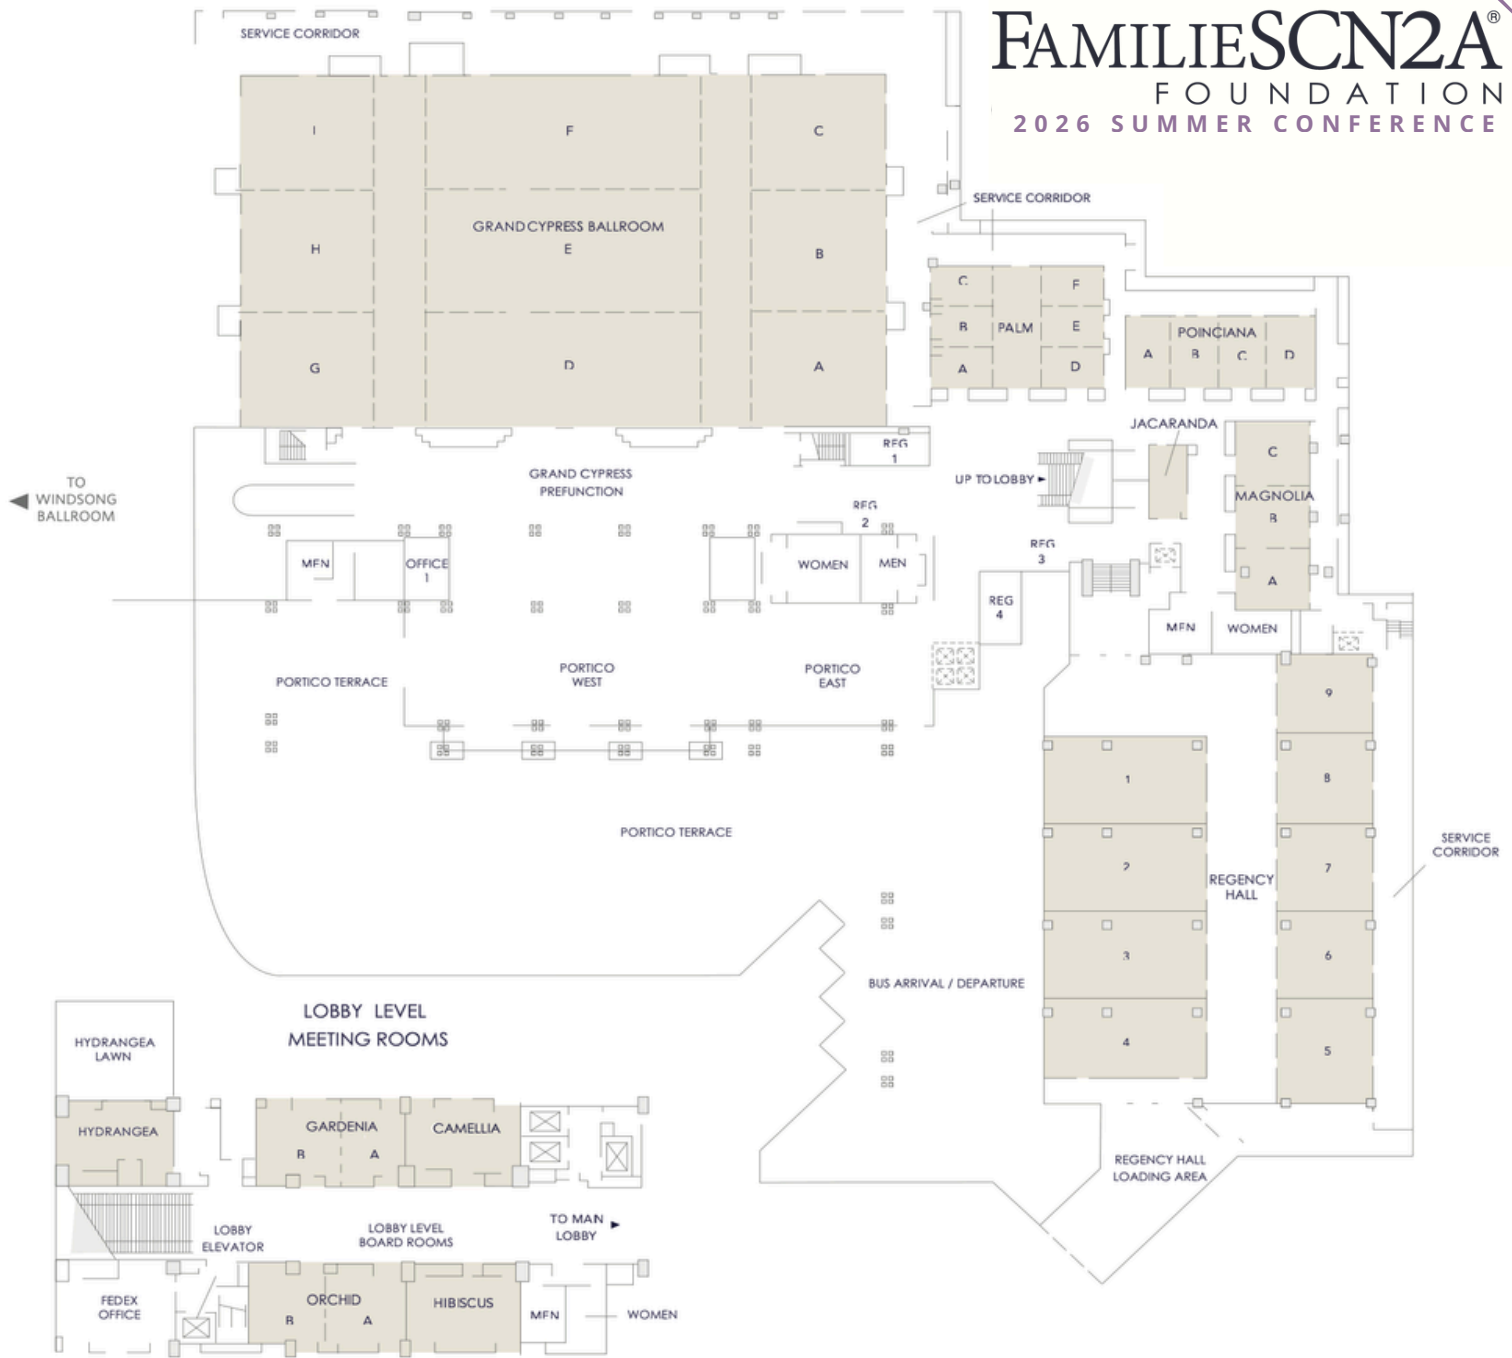 FAMILIESCN2A®
FOUNDATION
2026 SUMMER CONFERENCE
SERVICE CORRIDOR
I
F
C
H
GRAND CYPRESS BALLROOM
E
B
G
D
A
SERVICE CORRIDOR
C
F
B
PALM
E
A
D
POINCIANA
A
B
C
D
JACARANDA
C
MAGNOLIA
B
A
TO
WINDSONG
BALLROOM
GRAND CYPRESS
PREFUNCTION
REG
1
UP TO LOBBY
REG
2
REG
3
REG
4
MEN
OFFICE
1
WOMEN
MEN
MEN
WOMEN
PORTICO TERRACE
PORTICO
WEST
PORTICO
EAST
PORTICO TERRACE
9
1
8
2
7
REGENCY
HALL
3
6
4
5
SERVICE
CORRIDOR
BUS ARRIVAL / DEPARTURE
REGENCY HALL
LOADING AREA
LOBBY LEVEL
MEETING ROOMS
HYDRANGEA
LAWN
HYDRANGEA
GARDENIA
B
A
CAMELLIA
LOBBY
ELEVATOR
LOBBY LEVEL
BOARD ROOMS
TO MAIN
LOBBY
FEDEX
OFFICE
ORCHID
B
A
HIBISCUS
MEN
WOMEN